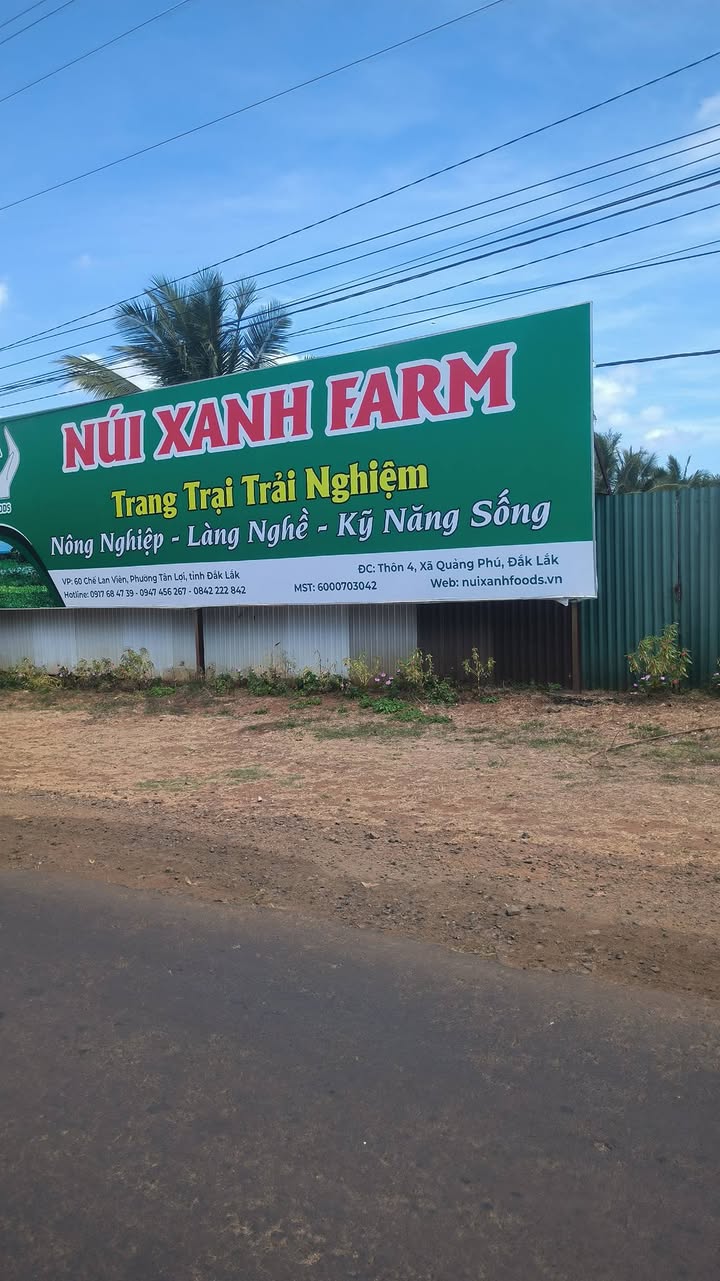 NÚI XANH FARM
Trang Trại Trải Nghiệm
Nông Nghiệp - Làng Nghề - Kỹ Năng Sống
VP: 60 Chế Lan Viên, Phường Tân Lợi, tỉnh Đắk Lắk
Hotline: 0917 68 47 39 - 0947 456 267 - 0842 222 842
MST: 6000703042
ĐC: Thôn 4, Xã Quảng Phú, Đắk Lắk
Web: nuixanhfoods.vn